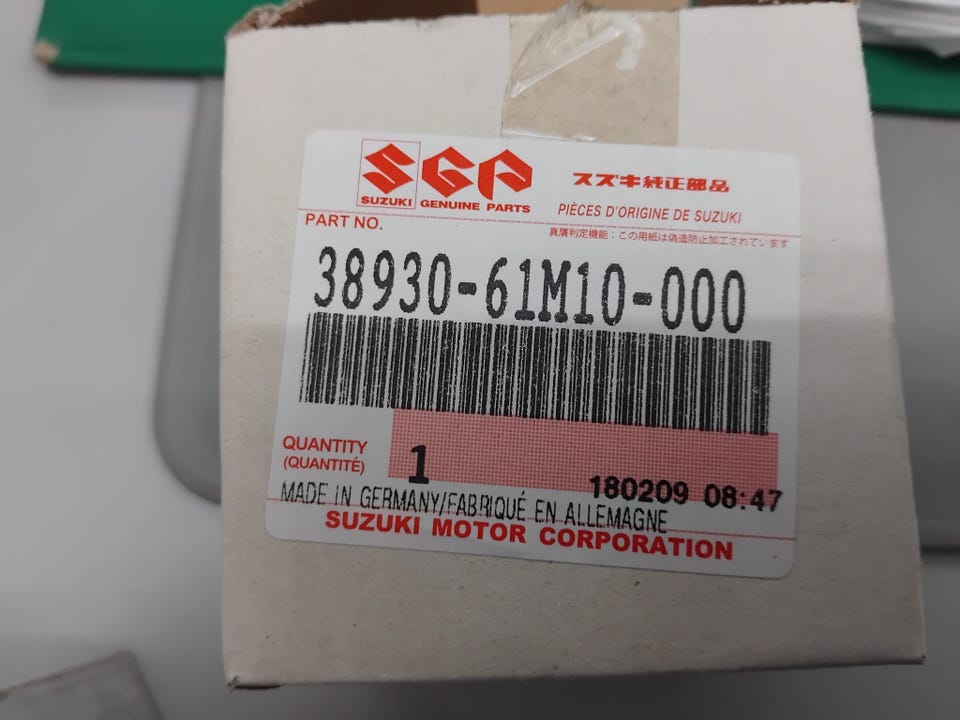 SGP スズキ純正部品
SUZUKI GENUINE PARTS PIÈCES D'ORIGINE DE SUZUKI
PART NO. 真贋判定機能：この用紙は偽造防止加工されています
38930-61M10-000
QUANTITY
(QUANTITÉ) 1 180209 08:47
MADE IN GERMANY/FABRIQUÉ EN ALLEMAGNE
SUZUKI MOTOR CORPORATION